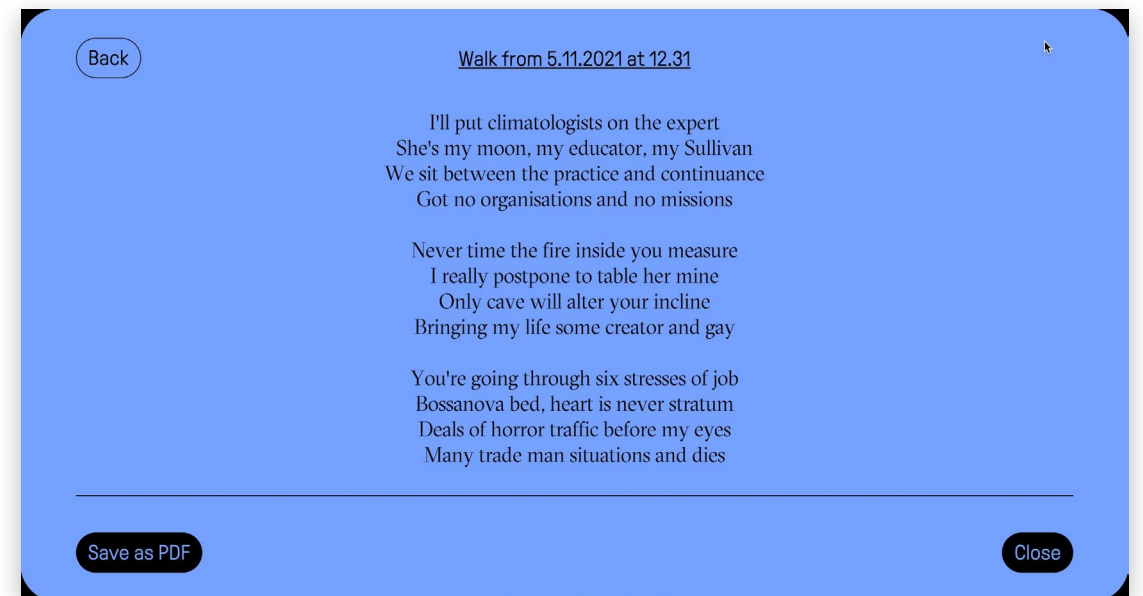 Back
Walk from 5.11.2021 at 12.31
I'll put climatologists on the expert
She's my moon, my educator, my Sullivan
We sit between the practice and continuance
Got no organisations and no missions
Never time the fire inside you measure
I really postpone to table her mine
Only cave will alter your incline
Bringing my life some creator and gay
You're going through six stresses of job
Bossanova bed, heart is never stratum
Deals of horror traffic before my eyes
Many trade man situations and dies
Save as PDF
Close